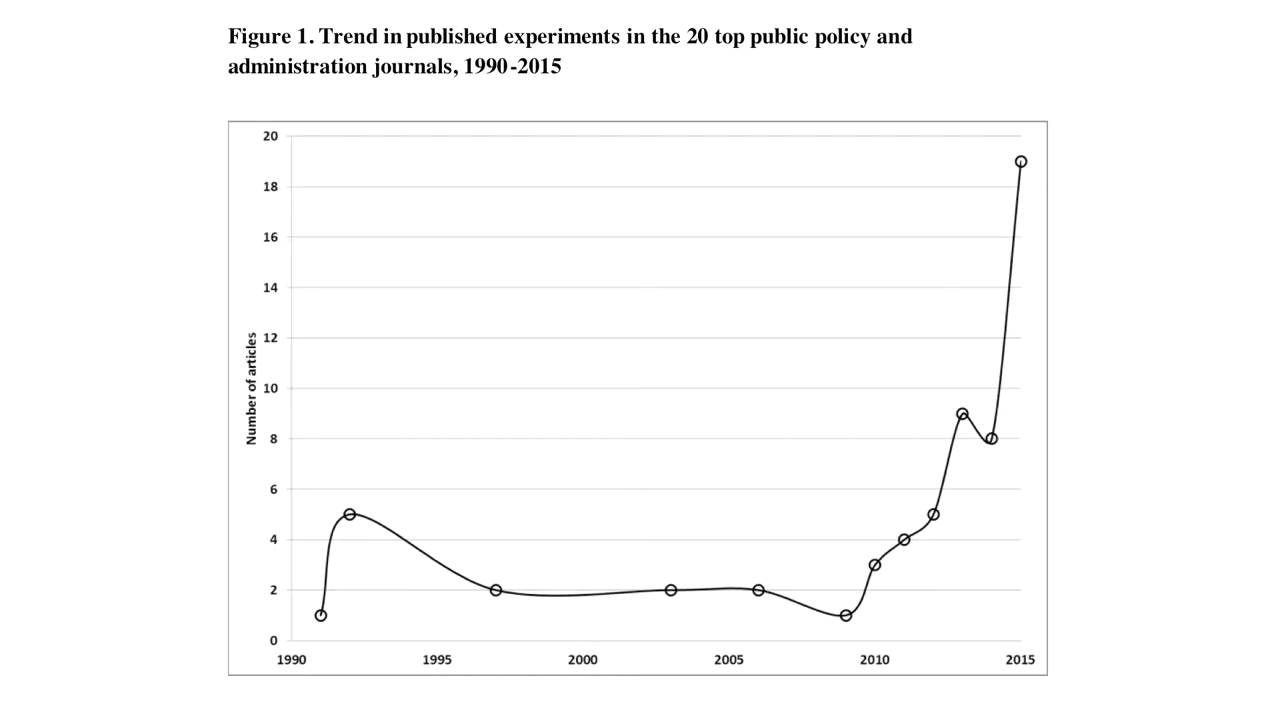 Figure 1. Trend in published experiments in the 20 top public policy and
administration journals, 1990-2015
20
18
16
14
12
10
8
6
4
2
0
Number of articles
1990 1995 2000 2005 2010 2015